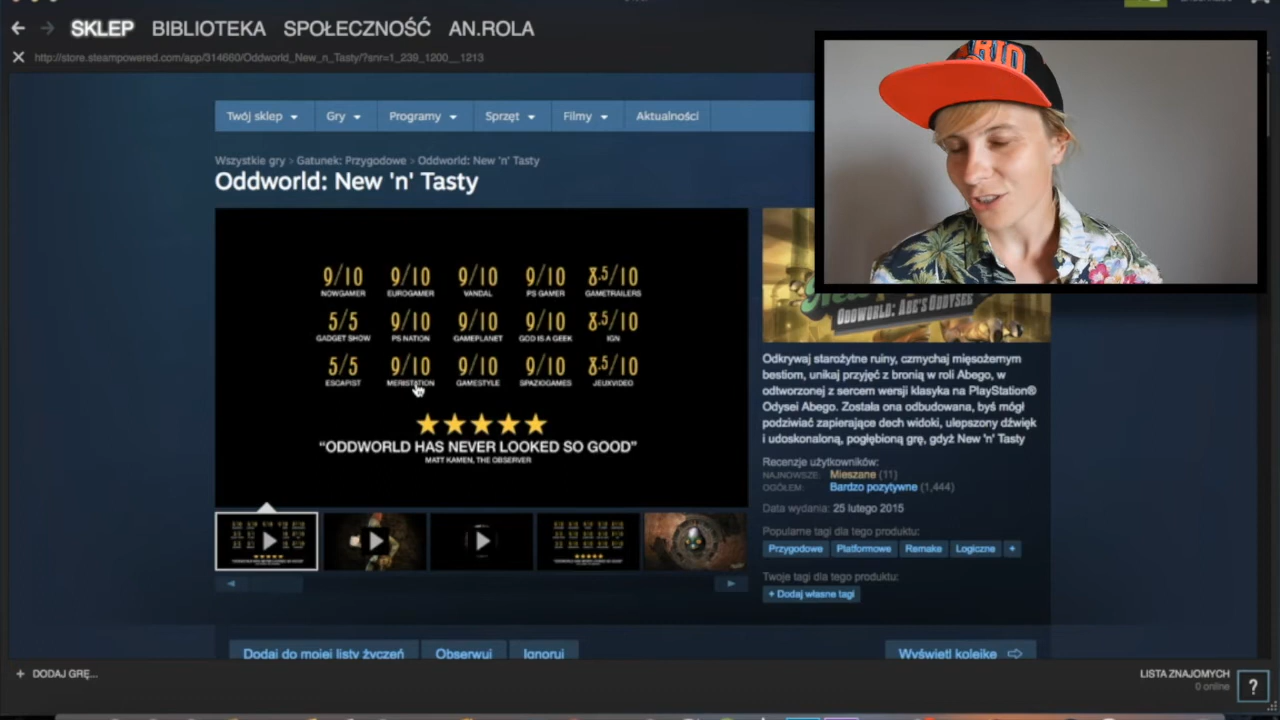 SKLEP BIBLIOTEKA SPOŁECZNOŚĆ AN.ROLA
http://store.steampowered.com/app/314660/Oddworld_New_n_Tasty/?snr=1_239_1200__1213
Twój sklep Gry Programy Sprzęt Filmy Aktualności
Wszystkie gry > Gatunek: Przygodowe > Oddworld: New 'n' Tasty
Oddworld: New 'n' Tasty
9/10 9/10 9/10 9/10 8.5/10
NOWGAMER EUROGAMER VANDAL PS GAMER GAMETRAILERS
5/5 9/10 9/10 9/10 8.5/10
GADGET SHOW PS NATION GAMEPLANET GOD IS A GEEK IGN
5/5 9/10 9/10 9/10 8.5/10
ESCAPIST MERISTATION GAMESTYLE SPAZIOGAMES JEUXVIDEO
"ODDWORLD HAS NEVER LOOKED SO GOOD"
MATT KAMEN, THE OBSERVER
ODDWORLD: ABE'S ODDYSEE
Odkrywaj starożytne ruiny, czmychaj mięsożernym
bestiom, unikaj przyjęć z bronią w roli Abego, w
odtworzonej z sercem wersji klasyka na PlayStation®
Odysei Abego. Została ona odbudowana, byś mógł
podziwiać zapierające dech widoki, ulepszony dźwięk
i udoskonaloną, pogłębioną grę, gdyż New 'n' Tasty
Recenzje użytkowników:
NAJNOWSZE: Mieszane (11)
OGÓŁEM: Bardzo pozytywne (1,444)
Data wydania: 25 lutego 2015
Popularne tagi dla tego produktu:
Przygodowe Platformowe Remake Logiczne +
Twoje tagi dla tego produktu:
+ Dodaj własne tagi
Dodaj do mojej listy życzeń Obserwuj Ignoruj Wyświetl kolejkę
+ DODAJ GRĘ...
LISTA ZNAJOMYCH
0 online
?